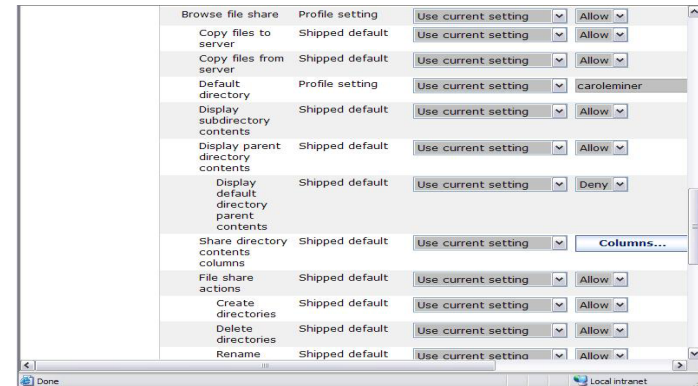 Browse file share Profile setting Use current setting Allow
Copy files to server Shipped default Use current setting Allow
Copy files from server Shipped default Use current setting Allow
Default directory Profile setting Use current setting caroleminer
Display subdirectory contents Shipped default Use current setting Allow
Display parent directory contents Shipped default Use current setting Allow
Display default directory parent contents Shipped default Use current setting Deny
Share directory contents columns Shipped default Use current setting Columns...
File share actions Shipped default Use current setting Allow
Create directories Shipped default Use current setting Allow
Delete directories Shipped default Use current setting Allow
Rename Shipped default Use current setting Allow
Done Local intranet